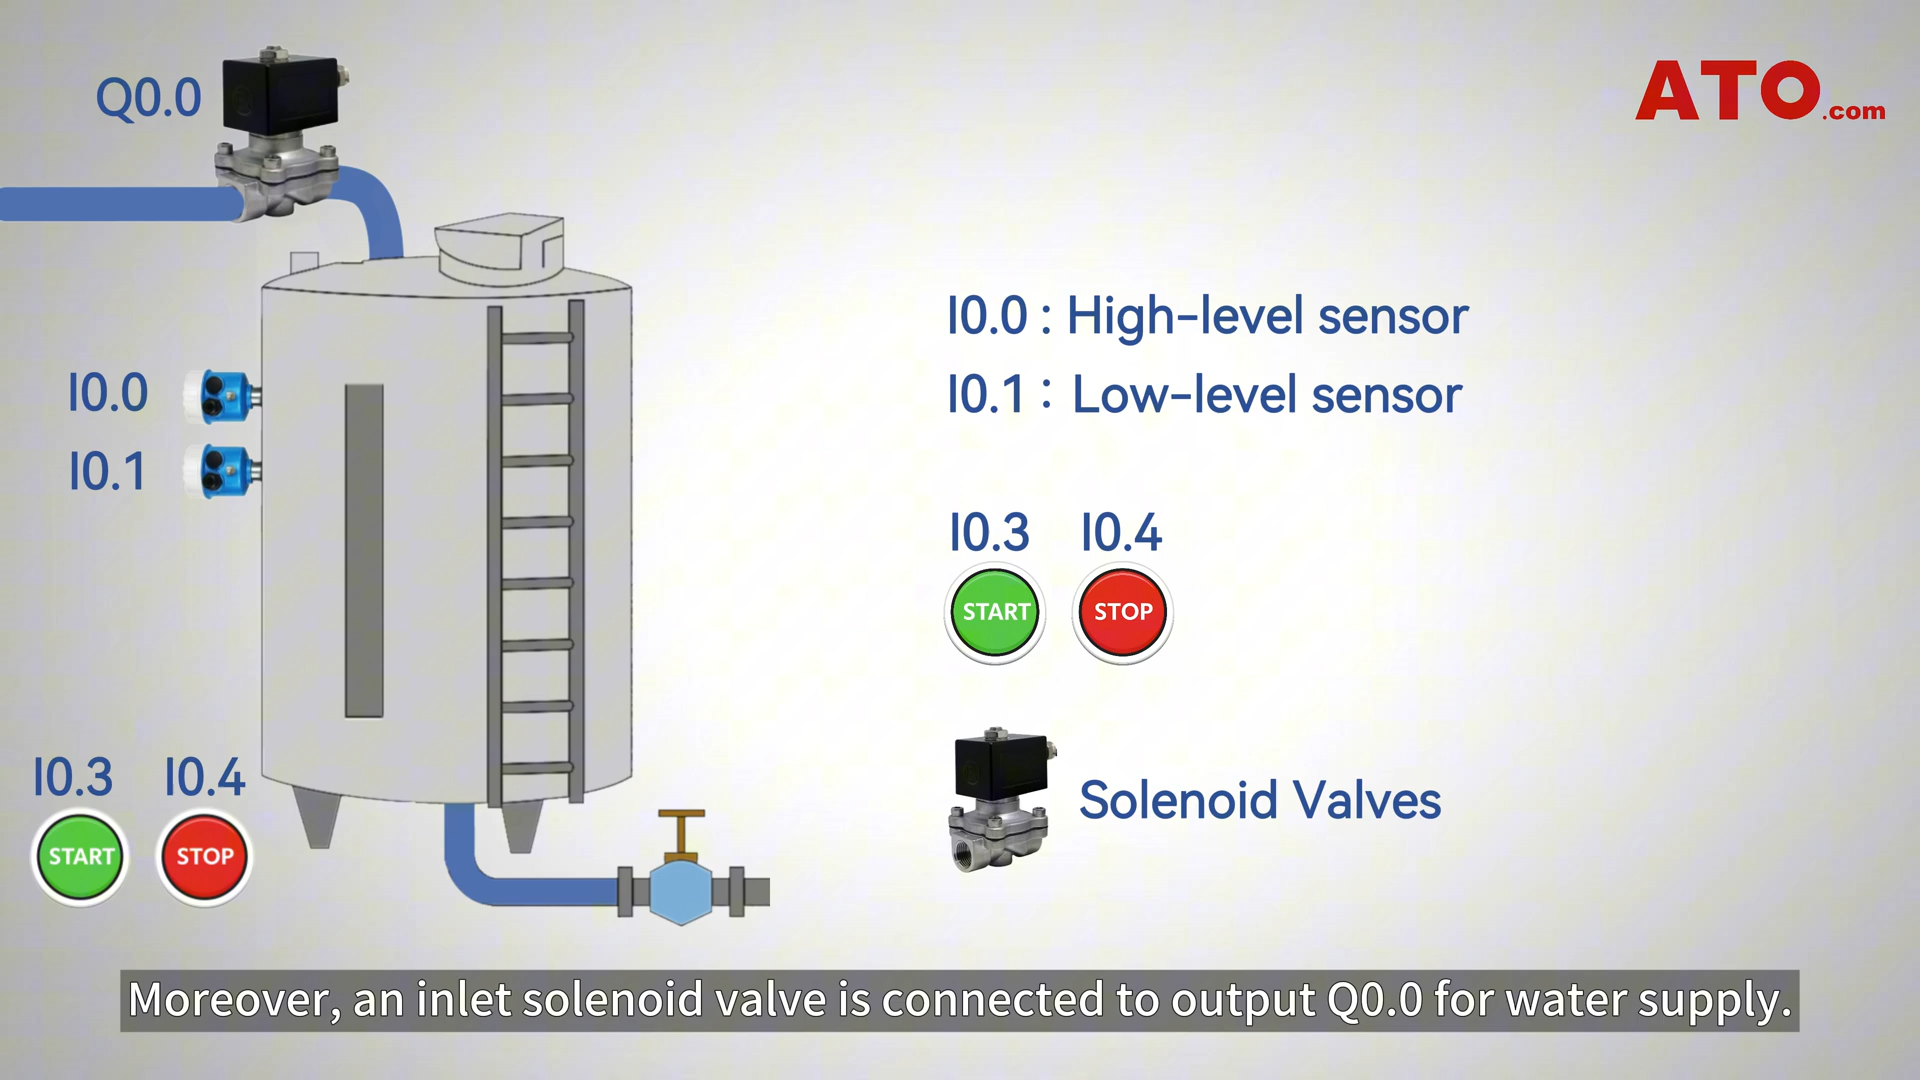 Q0.0
ATO.com
I0.0 : High-level sensor
I0.1 : Low-level sensor
I0.0
I0.1
I0.3 I0.4
START STOP
Solenoid Valves
I0.3 I0.4
START STOP
Moreover, an inlet solenoid valve is connected to output Q0.0 for water supply.